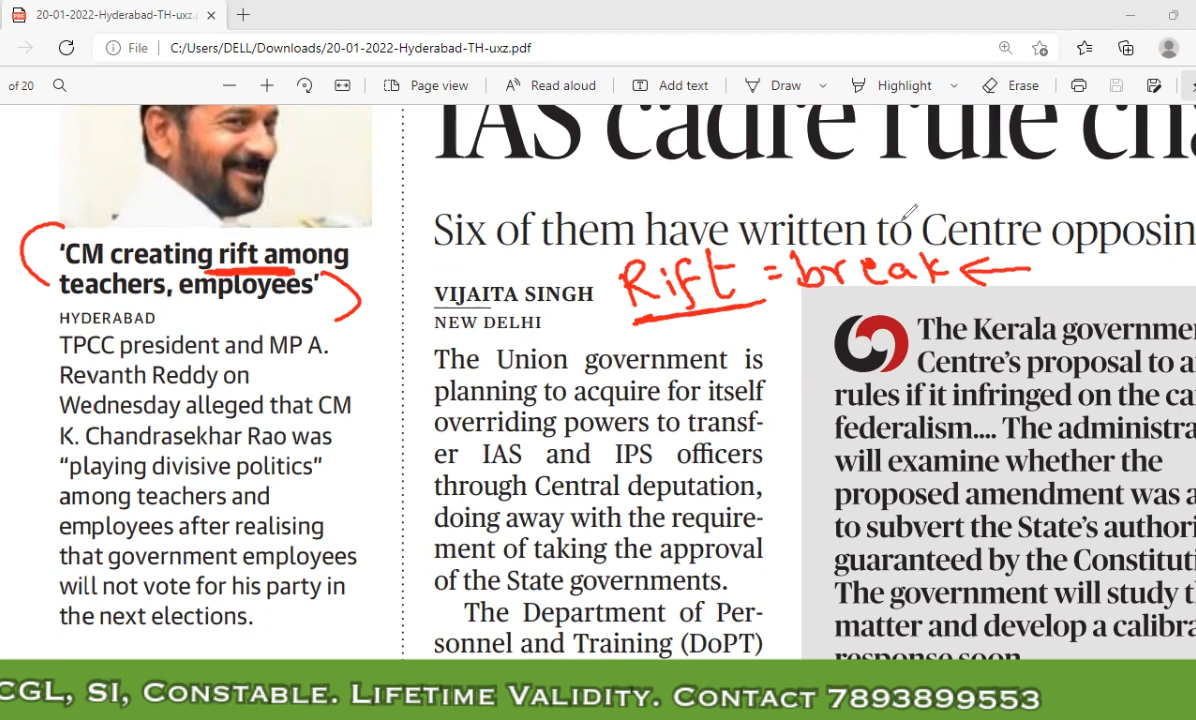 20-01-2022-Hyderabad-TH-uxz.
File C:/Users/DELL/Downloads/20-01-2022-Hyderabad-TH-uxz.pdf
of 20 Page view Read aloud Add text Draw Highlight Erase
‘CM creating rift among
teachers, employees’
HYDERABAD
TPCC president and MP A.
Revanth Reddy on
Wednesday alleged that CM
K. Chandrasekhar Rao was
“playing divisive politics”
among teachers and
employees after realising
that government employees
will not vote for his party in
the next elections.
IAS cadre rule cha
Six of them have written to Centre opposin
Rift = break
VIJAITA SINGH
NEW DELHI
The Union government is
planning to acquire for itself
overriding powers to transf-
er IAS and IPS officers
through Central deputation,
doing away with the require-
ment of taking the approval
of the State governments.
The Department of Per-
sonnel and Training (DoPT)
The Kerala governme
Centre’s proposal to a
rules if it infringed on the ca
federalism.... The administra
will examine whether the
proposed amendment was a
to subvert the State’s authori
guaranteed by the Constituti
The government will study t
matter and develop a calibra
response soon
CGL, SI, CONSTABLE. LIFETIME VALIDITY. CONTACT 7893899553